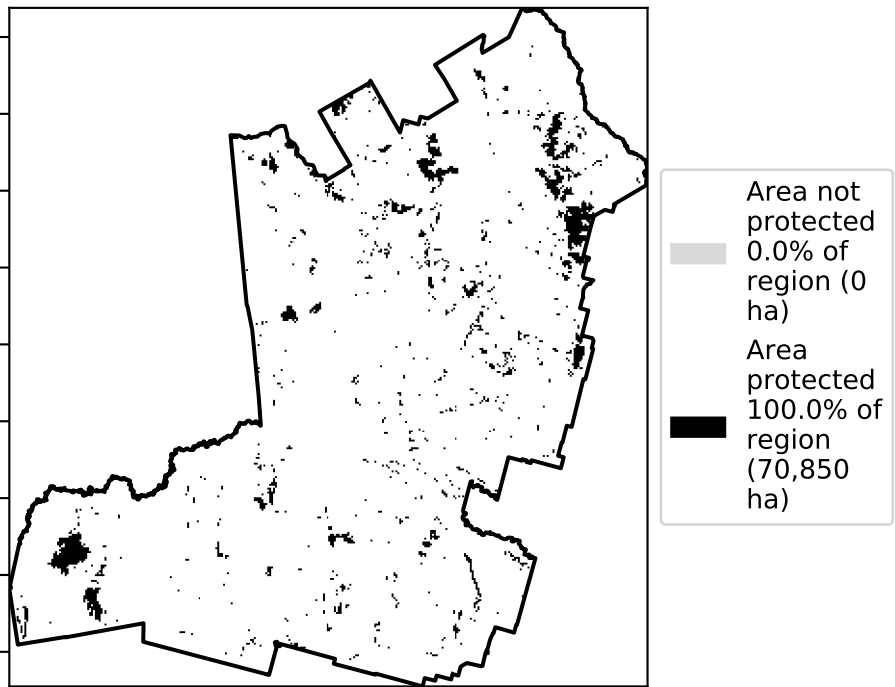 Area not
protected
0.0% of
region (0
ha)
Area
protected
100.0% of
region
(70,850
ha)